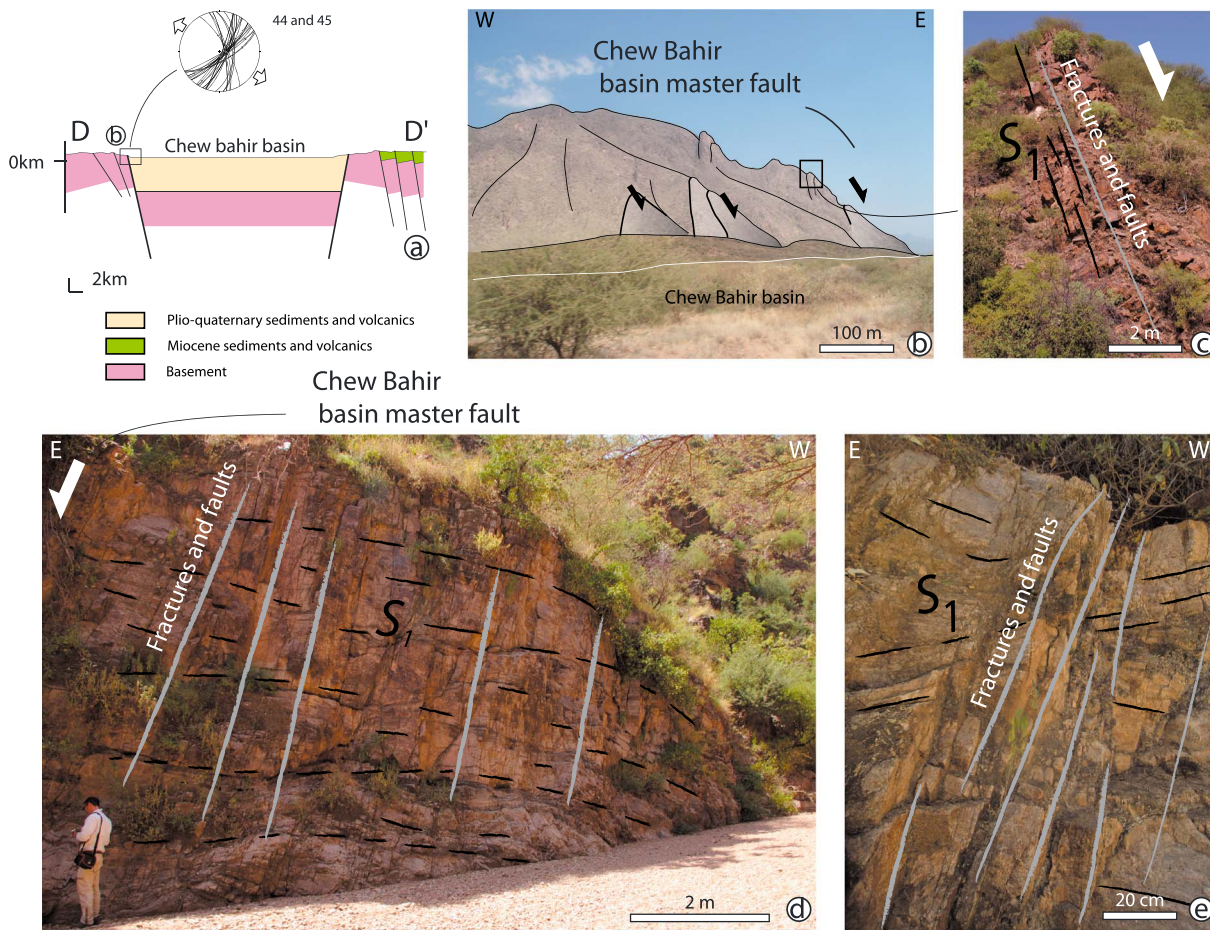 44 and 45
D
b
D'
Chew bahir basin
0km
a
2km
Plio-quaternary sediments and volcanics
Miocene sediments and volcanics
Basement
W
E
Chew Bahir
basin master fault
Chew Bahir basin
100 m
b
Fractures and faults
S1
2 m
c
Chew Bahir
basin master fault
E
W
Fractures and faults
S1
2 m
d
E
W
Fractures and faults
S1
20 cm
e